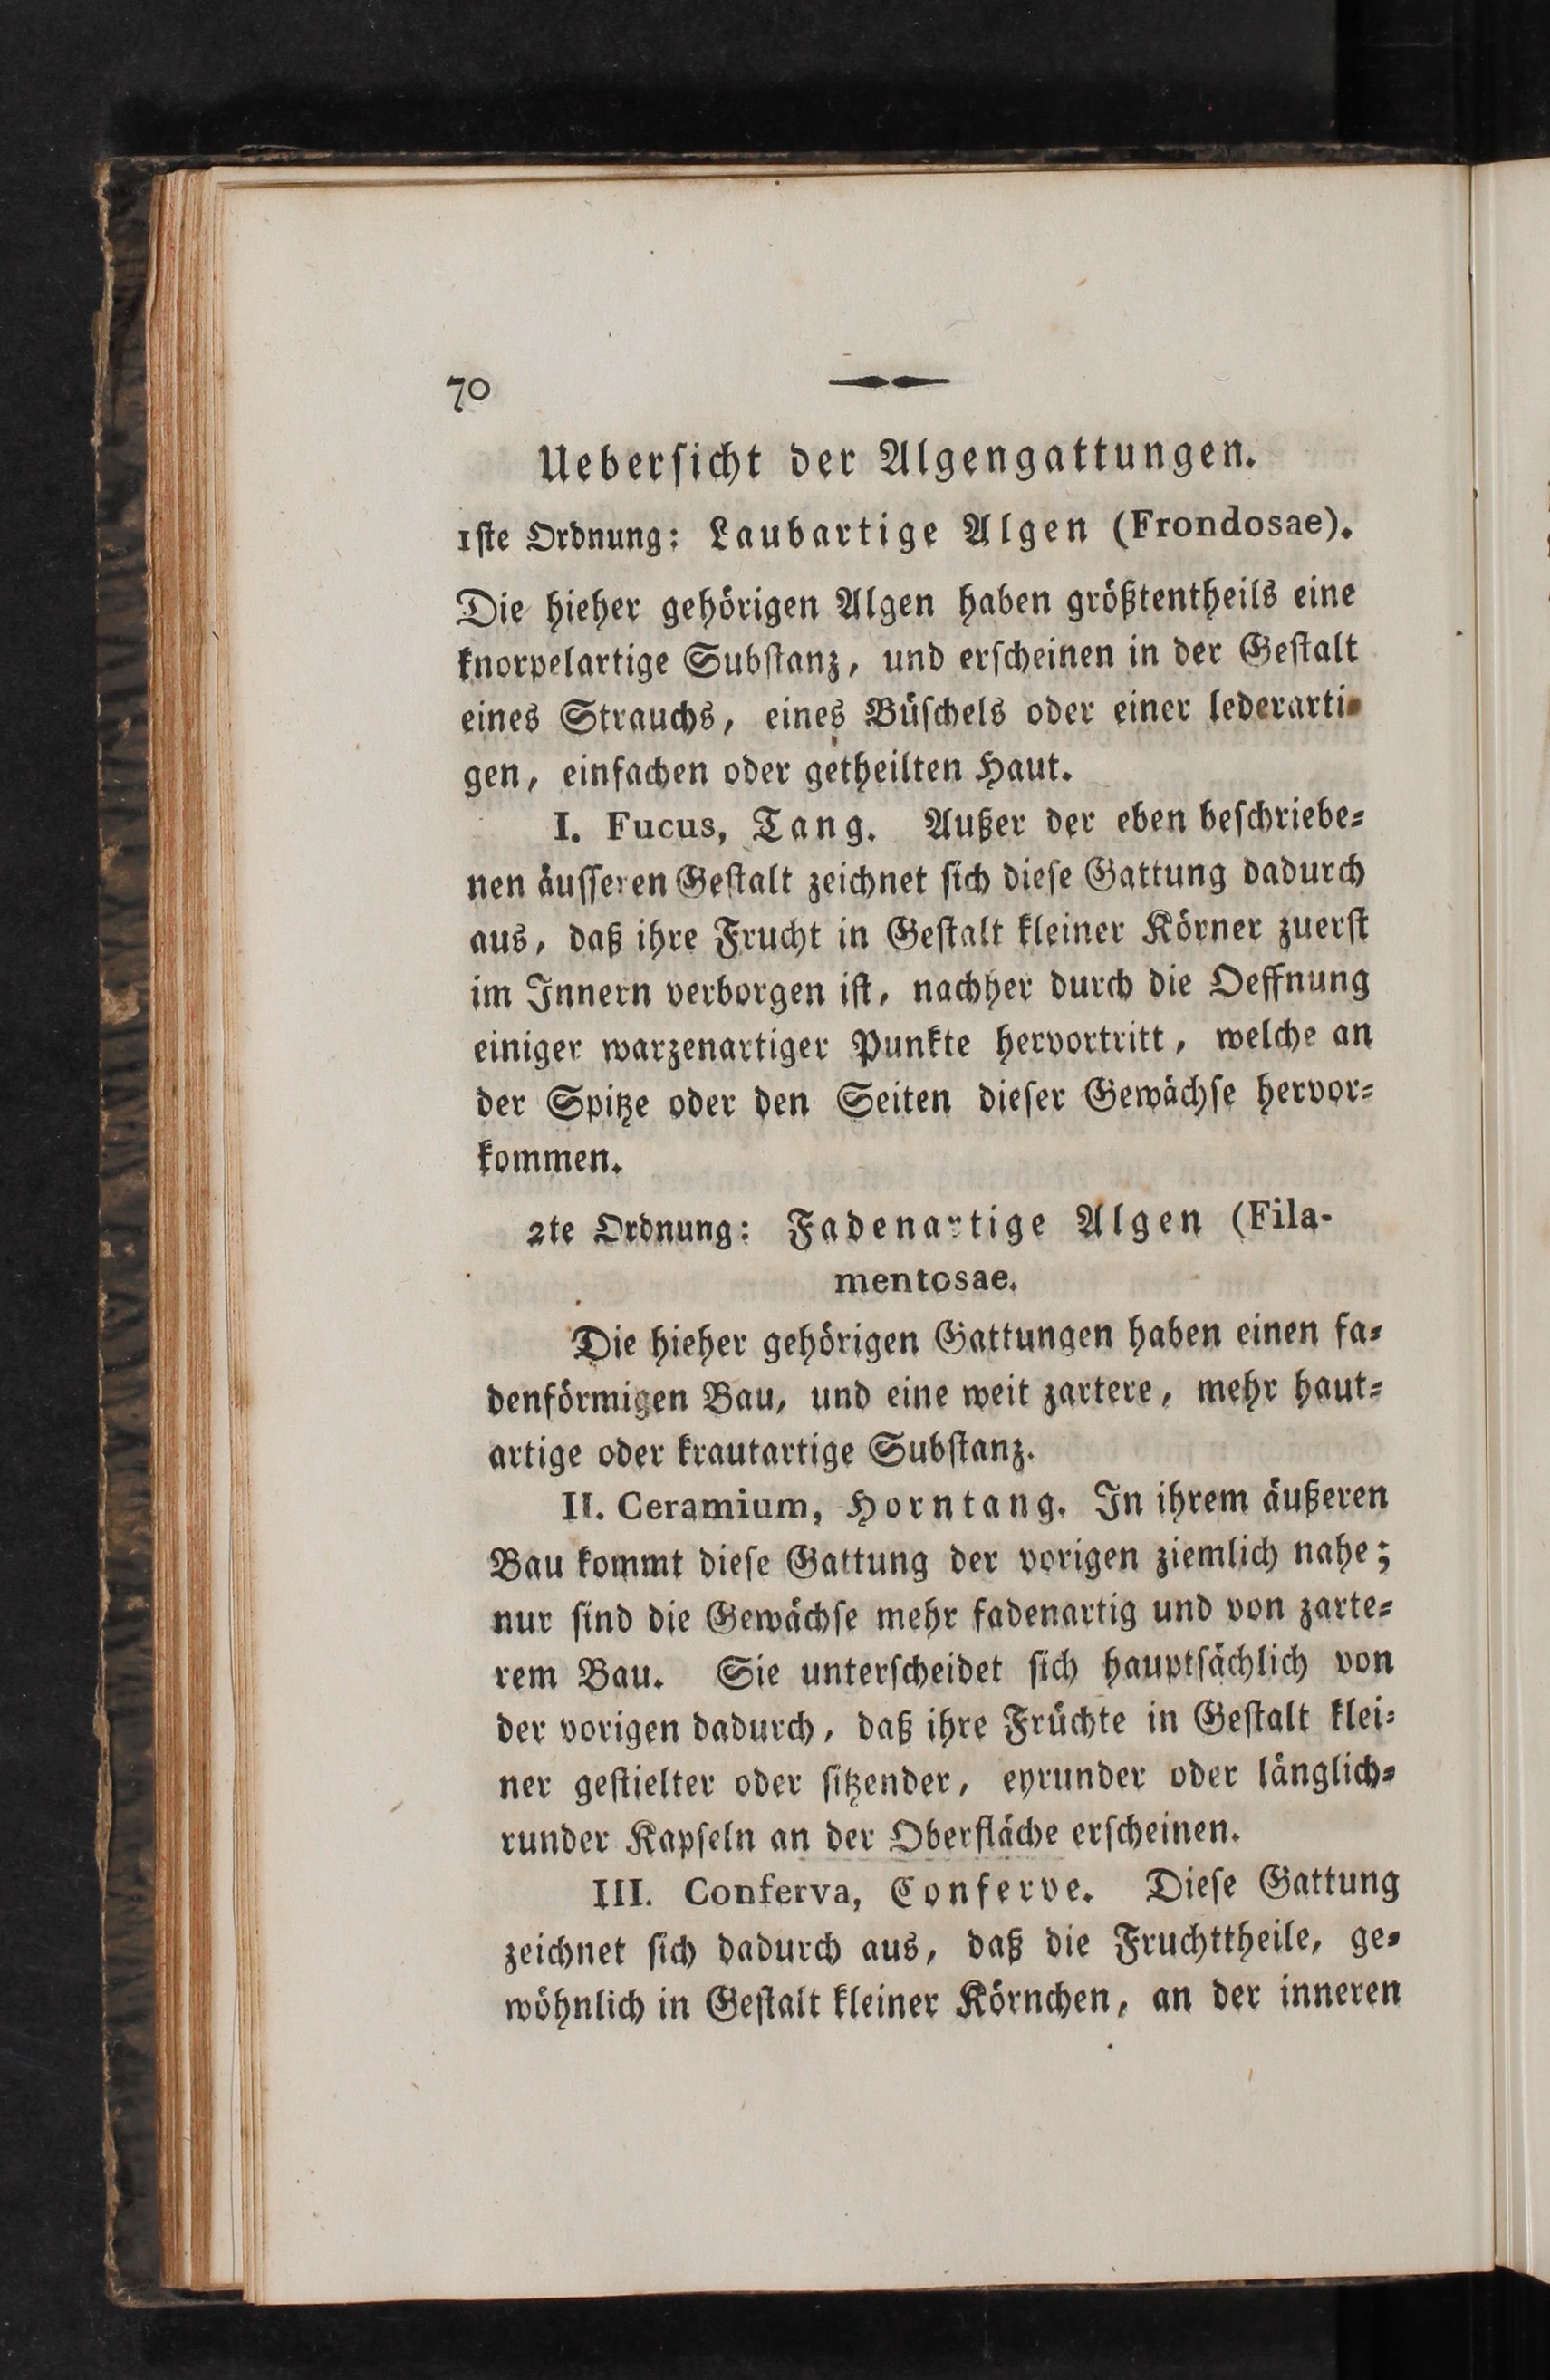 70
Uebersicht der Algengattungen.
1ste Ordnung: Laubartige Algen (Frondosae).
Die hieher gehörigen Algen haben größtentheils eine
knorpelartige Substanz, und erscheinen in der Gestalt
eines Strauchs, eines Büschels oder einer lederarti-
gen, einfachen oder getheilten Haut.
I. Fucus, Tang. Außer der eben beschriebe-
nen äusseren Gestalt zeichnet sich diese Gattung dadurch
aus, daß ihre Frucht in Gestalt kleiner Körner zuerst
im Innern verborgen ist, nachher durch die Oeffnung
einiger warzenartiger Punkte hervortritt, welche an
der Spitze oder den Seiten dieser Gewächse hervor-
kommen.
2te Ordnung: Fadenartige Algen (Fila-
mentosae.
Die hieher gehörigen Gattungen haben einen fa-
denförmigen Bau, und eine weit zartere, mehr haut-
artige oder krautartige Substanz.
II. Ceramium, Horntang. In ihrem äußeren
Bau kommt diese Gattung der vorigen ziemlich nahe;
nur sind die Gewächse mehr fadenartig und von zarte-
rem Bau. Sie unterscheidet sich hauptsächlich von
der vorigen dadurch, daß ihre Früchte in Gestalt klei-
ner gestielter oder sitzender, eyrunder oder länglich-
runder Kapseln an der Oberfläche erscheinen.
III. Conferva, Conferve. Diese Gattung
zeichnet sich dadurch aus, daß die Fruchttheile, ge-
wöhnlich in Gestalt kleiner Körnchen, an der inneren